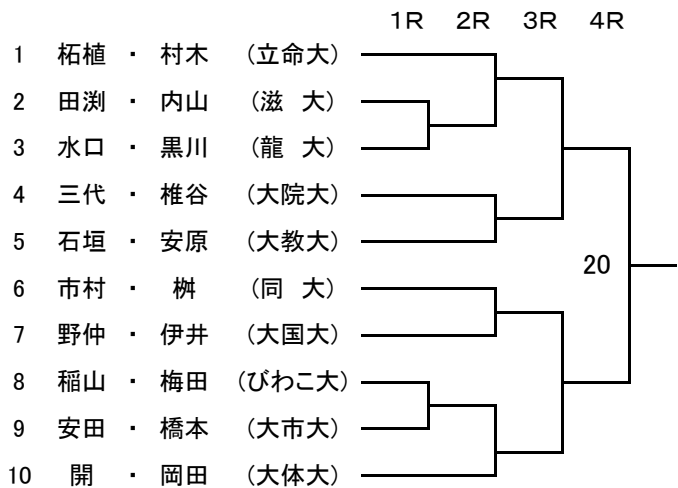 1R 2R 3R 4R
1 柘植 ・ 村木 (立命大)
2 田渕 ・ 内山 (滋 大)
3 水口 ・ 黒川 (龍 大)
4 三代 ・ 椎谷 (大院大)
5 石垣 ・ 安原 (大教大)
20
6 市村 ・ 桝 (同 大)
7 野仲 ・ 伊井 (大国大)
8 稲山 ・ 梅田 (びわこ大)
9 安田 ・ 橋本 (大市大)
10 開 ・ 岡田 (大体大)